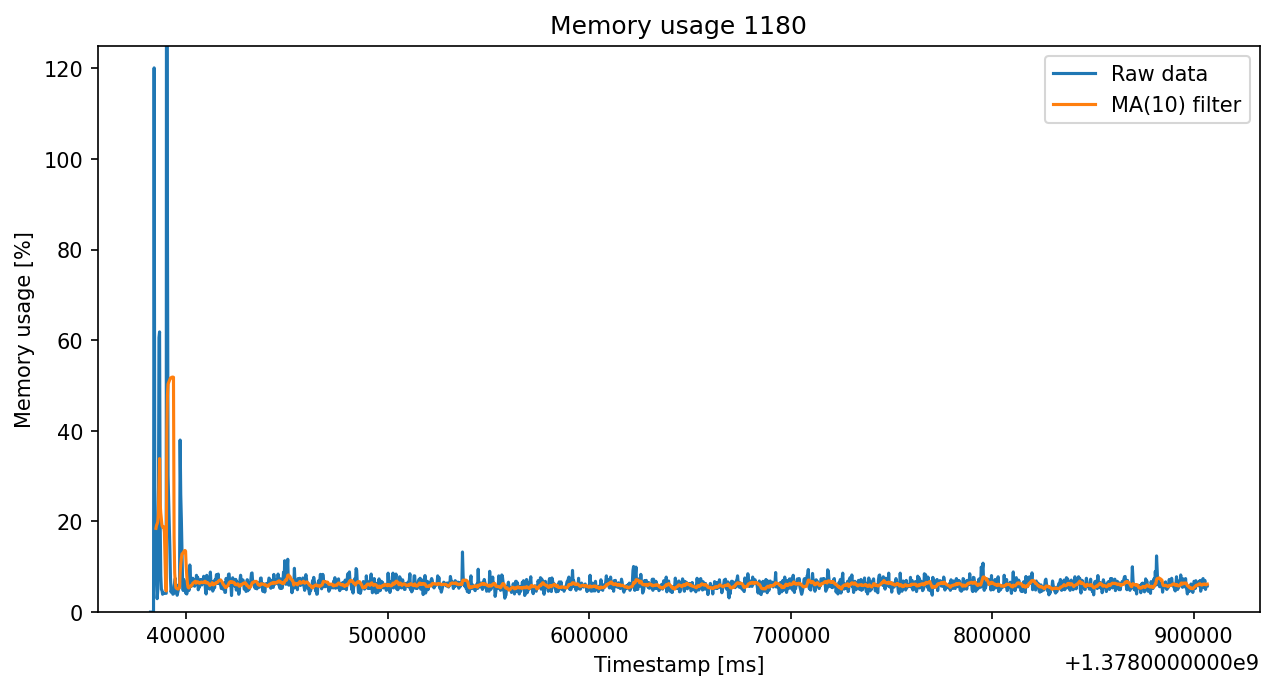 Memory usage 1180
Raw data
MA(10) filter
Memory usage [%]
120
100
80
60
40
20
0
400000 500000 600000 700000 800000 900000
Timestamp [ms]
+1.3780000000e9